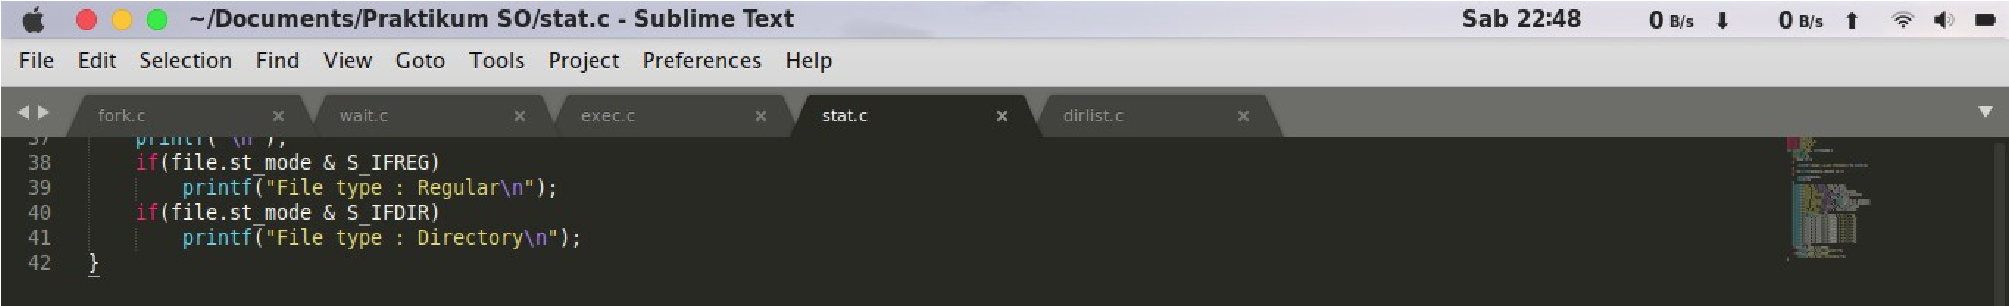 ~/Documents/Praktikum SO/stat.c - Sublime Text Sab 22:48 0 B/s 0 B/s
File Edit Selection Find View Goto Tools Project Preferences Help
fork.c wait.c exec.c stat.c dirlist.c
37 printf("\n");
38 if(file.st_mode & S_IFREG)
39 printf("File type : Regular\n");
40 if(file.st_mode & S_IFDIR)
41 printf("File type : Directory\n");
42 }